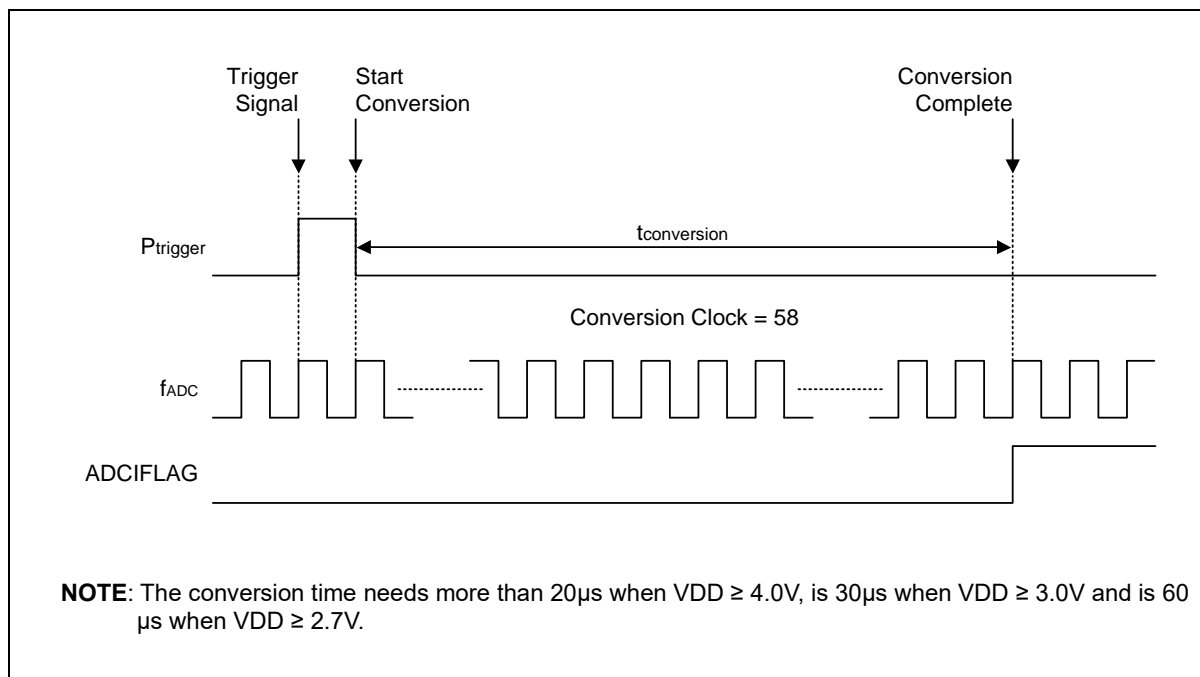 Trigger
Signal
Start
Conversion
Conversion
Complete
Ptrigger
tconversion
Conversion Clock = 58
fADC
ADCIFLAG
NOTE: The conversion time needs more than 20µs when VDD ≥ 4.0V, is 30µs when VDD ≥ 3.0V and is 60
µs when VDD ≥ 2.7V.